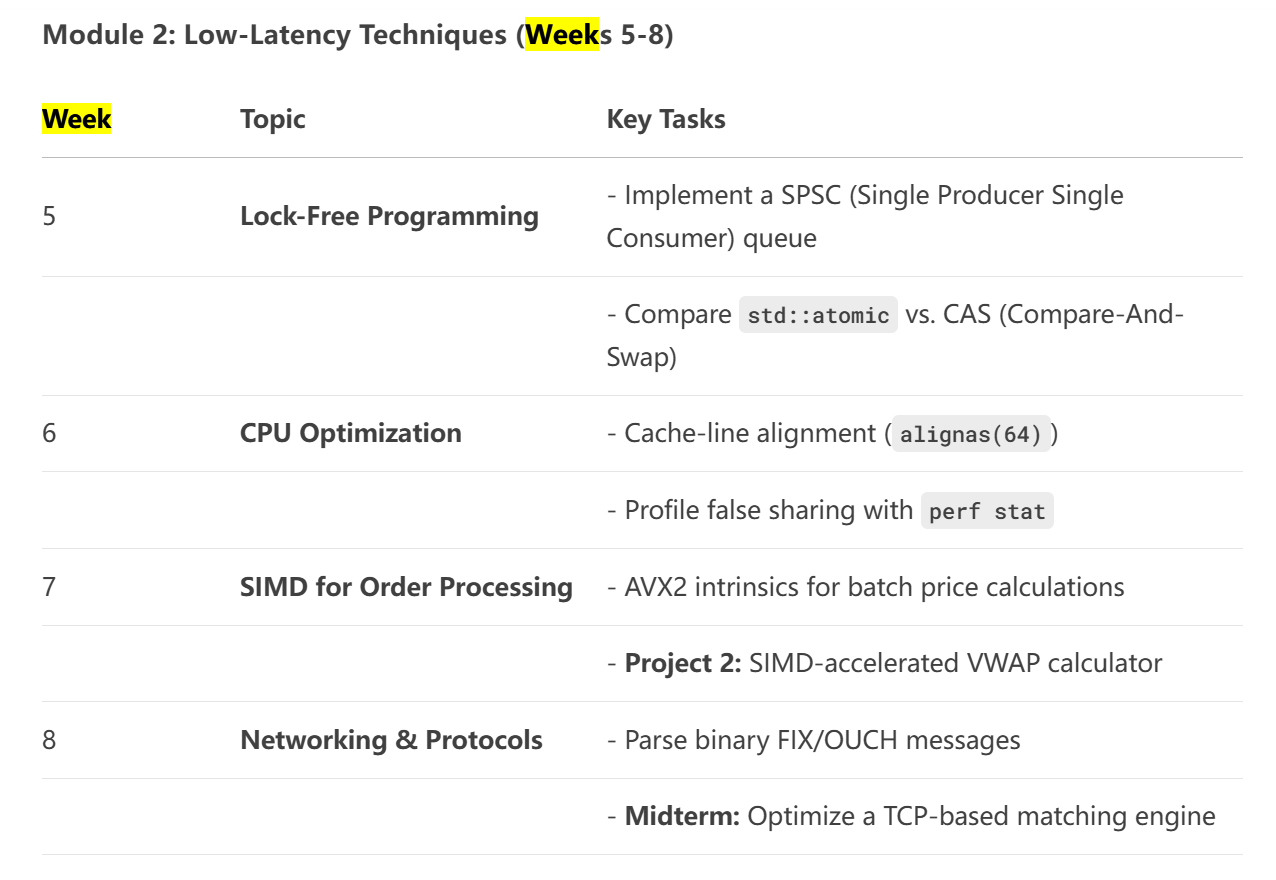 Module 2: Low-Latency Techniques (Weeks 5-8)
Week Topic Key Tasks
5 Lock-Free Programming - Implement a SPSC (Single Producer Single
Consumer) queue
- Compare std::atomic vs. CAS (Compare-And-
Swap)
6 CPU Optimization - Cache-line alignment (alignas(64))
- Profile false sharing with perf stat
7 SIMD for Order Processing - AVX2 intrinsics for batch price calculations
- Project 2: SIMD-accelerated VWAP calculator
8 Networking & Protocols - Parse binary FIX/OUCH messages
- Midterm: Optimize a TCP-based matching engine